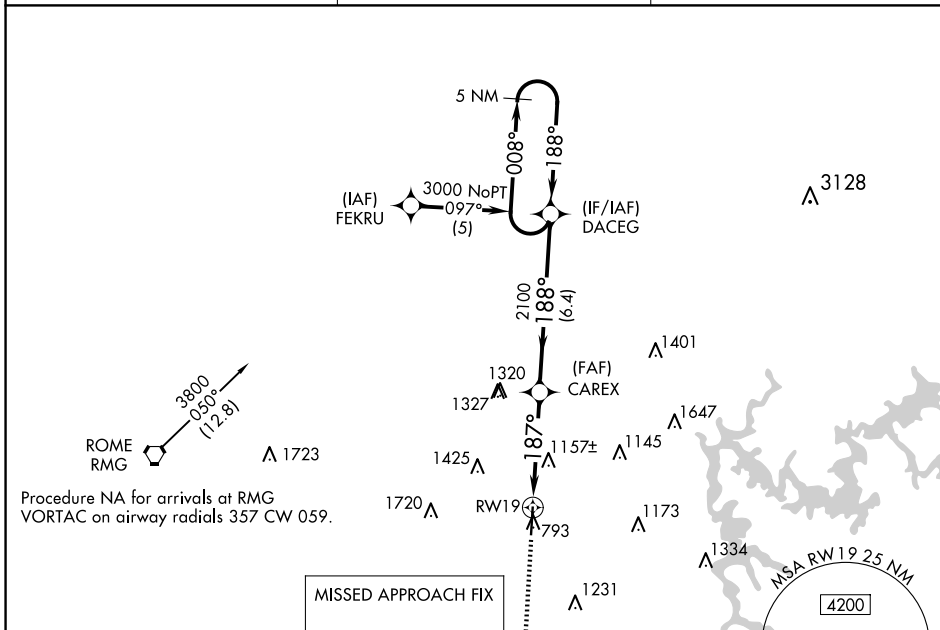 5 NM
008°
188°
(IAF)
FEKRU
3000 NoPT
097°
(5)
(IF/IAF)
DACEG
3128
2100
188°
(6.4)
1401
1320
1327
(FAF)
CAREX
3800
050°
(12.8)
1647
ROME
RMG
1723
187°
1425
1157±
1145
Procedure NA for arrivals at RMG
VORTAC on airway radials 357 CW 059.
1720
RW19
793
1173
1334
MISSED APPROACH FIX
1231
MSA RW19 25 NM
4200